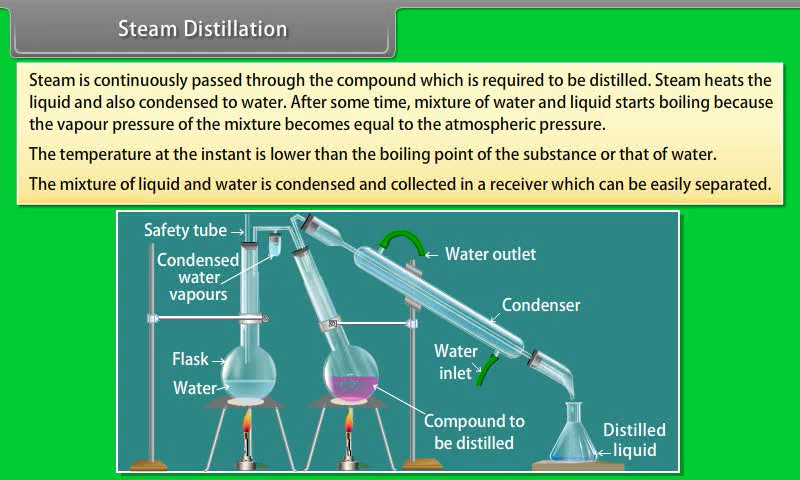 Steam Distillation
Steam is continuously passed through the compound which is required to be distilled. Steam heats the
liquid and also condensed to water. After some time, mixture of water and liquid starts boiling because
the vapour pressure of the mixture becomes equal to the atmospheric pressure.
The temperature at the instant is lower than the boiling point of the substance or that of water.
The mixture of liquid and water is condensed and collected in a receiver which can be easily separated.
Safety tube
Condensed
water
vapours
Water outlet
Condenser
Flask
Water
Water
inlet
Compound to
be distilled
Distilled
liquid